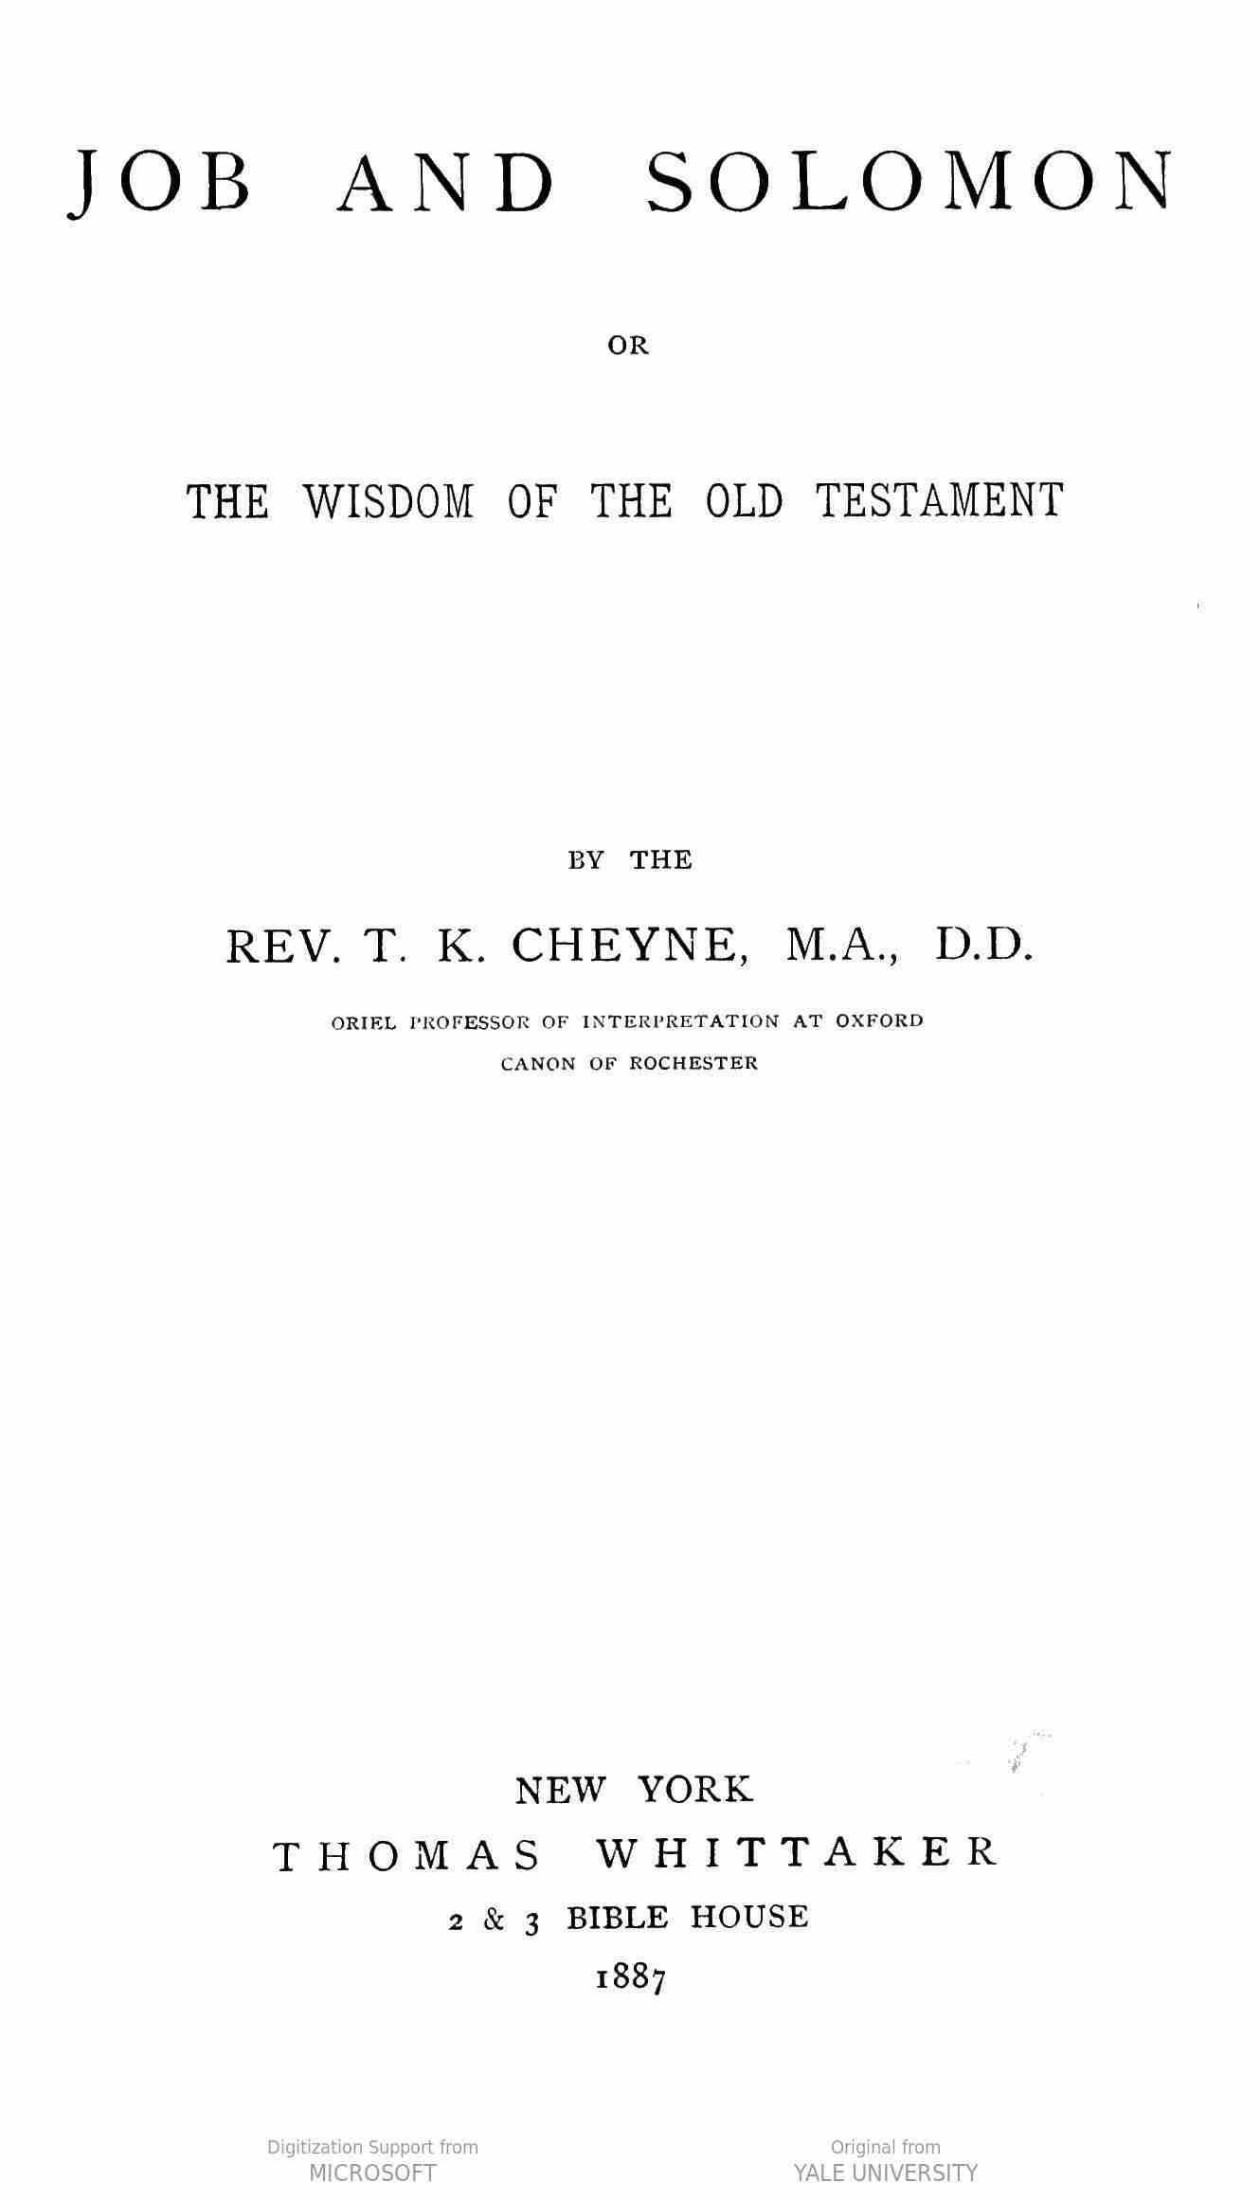 JOB AND SOLOMON
OR
THE WISDOM OF THE OLD TESTAMENT
BY THE
REV. T. K. CHEYNE, M.A., D.D.
ORIEL PROFESSOR OF INTERPRETATION AT OXFORD
CANON OF ROCHESTER
NEW YORK
THOMAS WHITTAKER
2 & 3 BIBLE HOUSE
1887
Digitization Support from
MICROSOFT
Original from
YALE UNIVERSITY